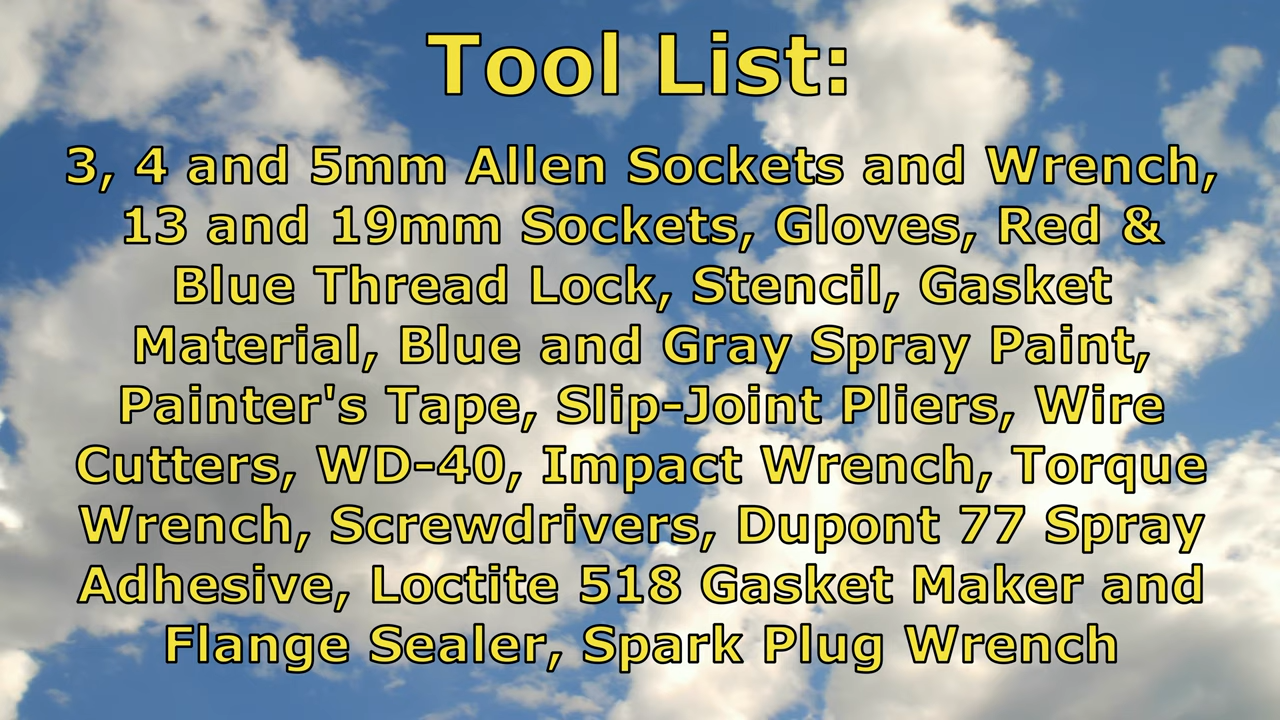 Tool List:
3, 4 and 5mm Allen Sockets and Wrench,
13 and 19mm Sockets, Gloves, Red &
Blue Thread Lock, Stencil, Gasket
Material, Blue and Gray Spray Paint,
Painter's Tape, Slip-Joint Pliers, Wire
Cutters, WD-40, Impact Wrench, Torque
Wrench, Screwdrivers, Dupont 77 Spray
Adhesive, Loctite 518 Gasket Maker and
Flange Sealer, Spark Plug Wrench